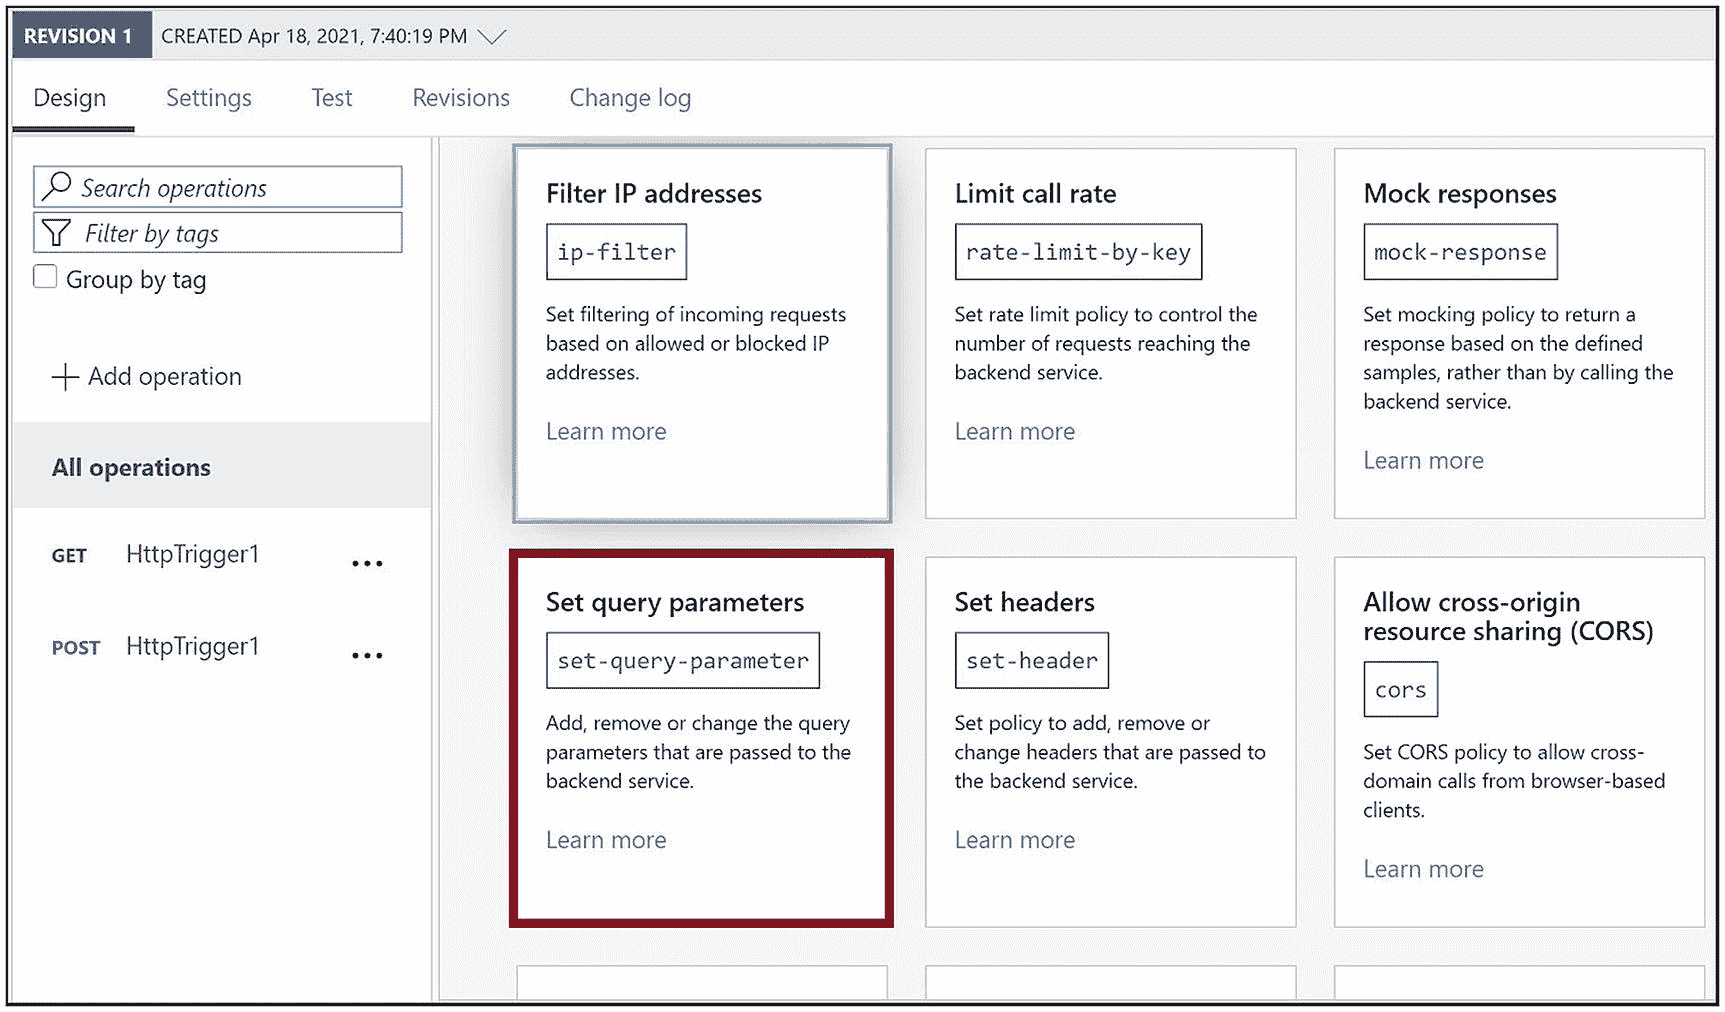 REVISION 1 CREATED Apr 18, 2021, 7:40:19 PM
Design Settings Test Revisions Change log
Search operations
Filter by tags
Group by tag
Add operation
All operations
GET HttpTrigger1 ...
POST HttpTrigger1 ...
Filter IP addresses
ip-filter
Set filtering of incoming requests
based on allowed or blocked IP
addresses.
Learn more
Limit call rate
rate-limit-by-key
Set rate limit policy to control the
number of requests reaching the
backend service.
Learn more
Mock responses
mock-response
Set mocking policy to return a
response based on the defined
samples, rather than by calling the
backend service.
Learn more
Set query parameters
set-query-parameter
Add, remove or change the query
parameters that are passed to the
backend service.
Learn more
Set headers
set-header
Set policy to add, remove or
change headers that are passed to
the backend service.
Learn more
Allow cross-origin
resource sharing (CORS)
cors
Set CORS policy to allow cross-
domain calls from browser-based
clients.
Learn more